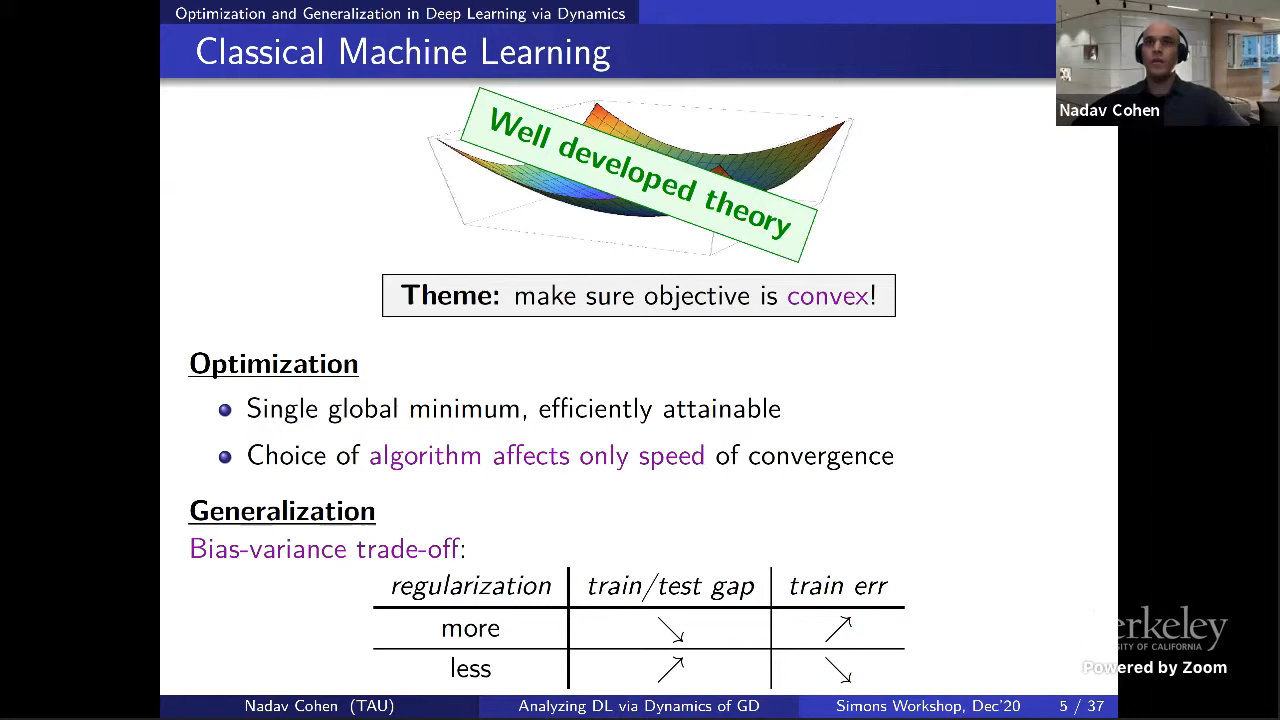 Optimization and Generalization in Deep Learning via Dynamics
Classical Machine Learning
Nadav Cohen
Well developed theory
Theme: make sure objective is convex!
Optimization
Single global minimum, efficiently attainable
Choice of algorithm affects only speed of convergence
Generalization
Bias-variance trade-off:
regularization train/test gap train err
more ↘ ↗
less ↗ ↘
Powered by Zoom
Nadav Cohen (TAU) Analyzing DL via Dynamics of GD Simons Workshop, Dec'20 5 / 37